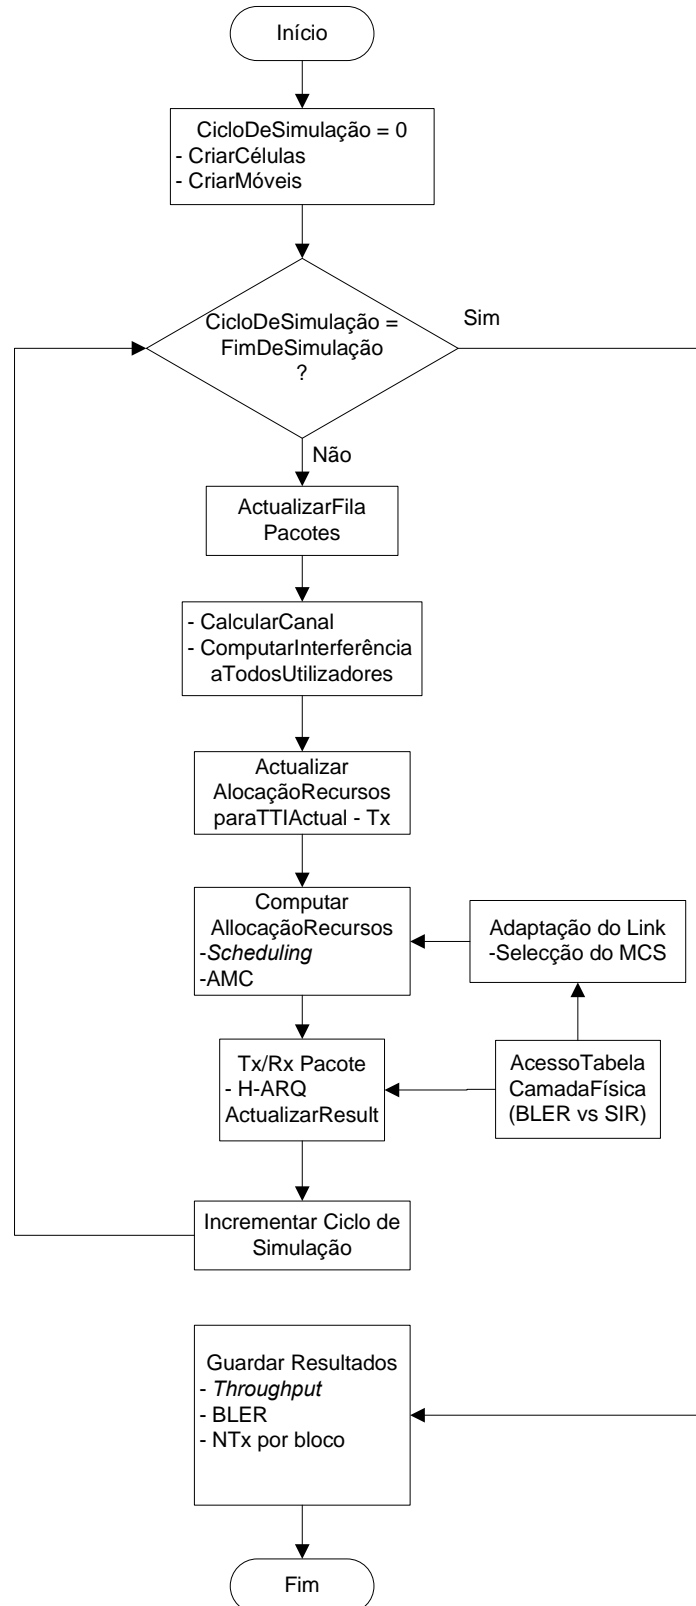 Início
CicloDeSimulação = 0
- CriarCélulas
- CriarMóveis
CicloDeSimulação =
FimDeSimulação
?
Sim
Não
ActualizarFila
Pacotes
- CalcularCanal
- ComputarInterferência
aTodosUtilizadores
Actualizar
AlocaçãoRecursos
paraTTIActual - Tx
Computar
AllocaçãoRecursos
-Scheduling
-AMC
Adaptação do Link
-Selecção do MCS
Tx/Rx Pacote
- H-ARQ
ActualizarResult
AcessoTabela
CamadaFísica
(BLER vs SIR)
Incrementar Ciclo de
Simulação
Guardar Resultados
- Throughput
- BLER
- NTx por bloco
Fim